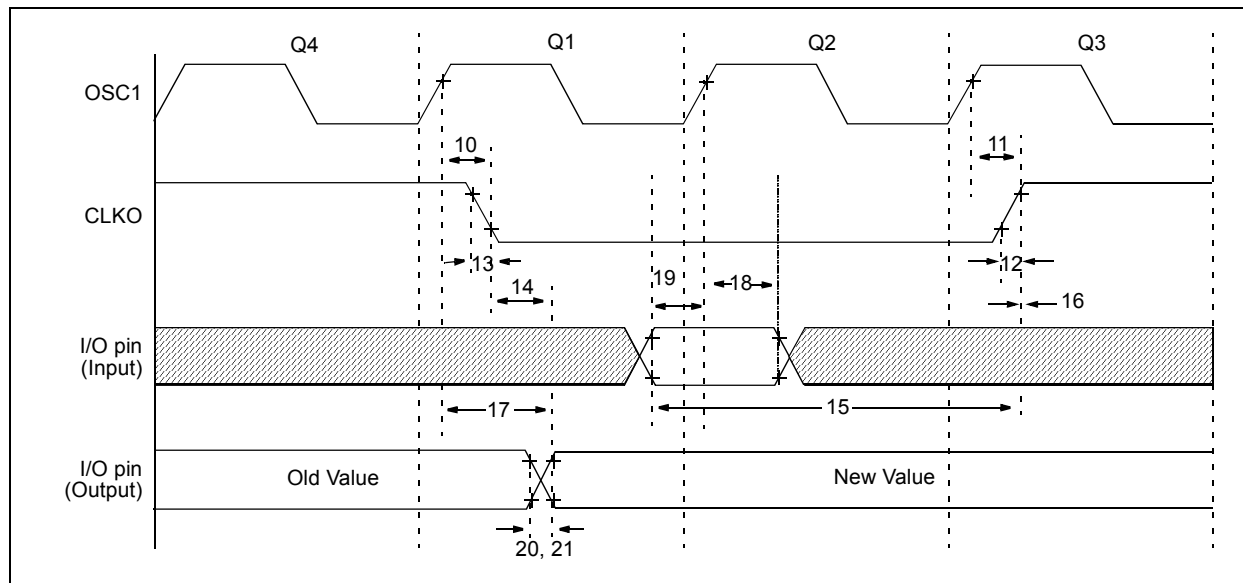 Q4 Q1 Q2 Q3
OSC1
10 11
CLKO
13 12
14 19 18 16
I/O pin
(Input)
17 15
I/O pin
(Output)
Old Value New Value
20, 21